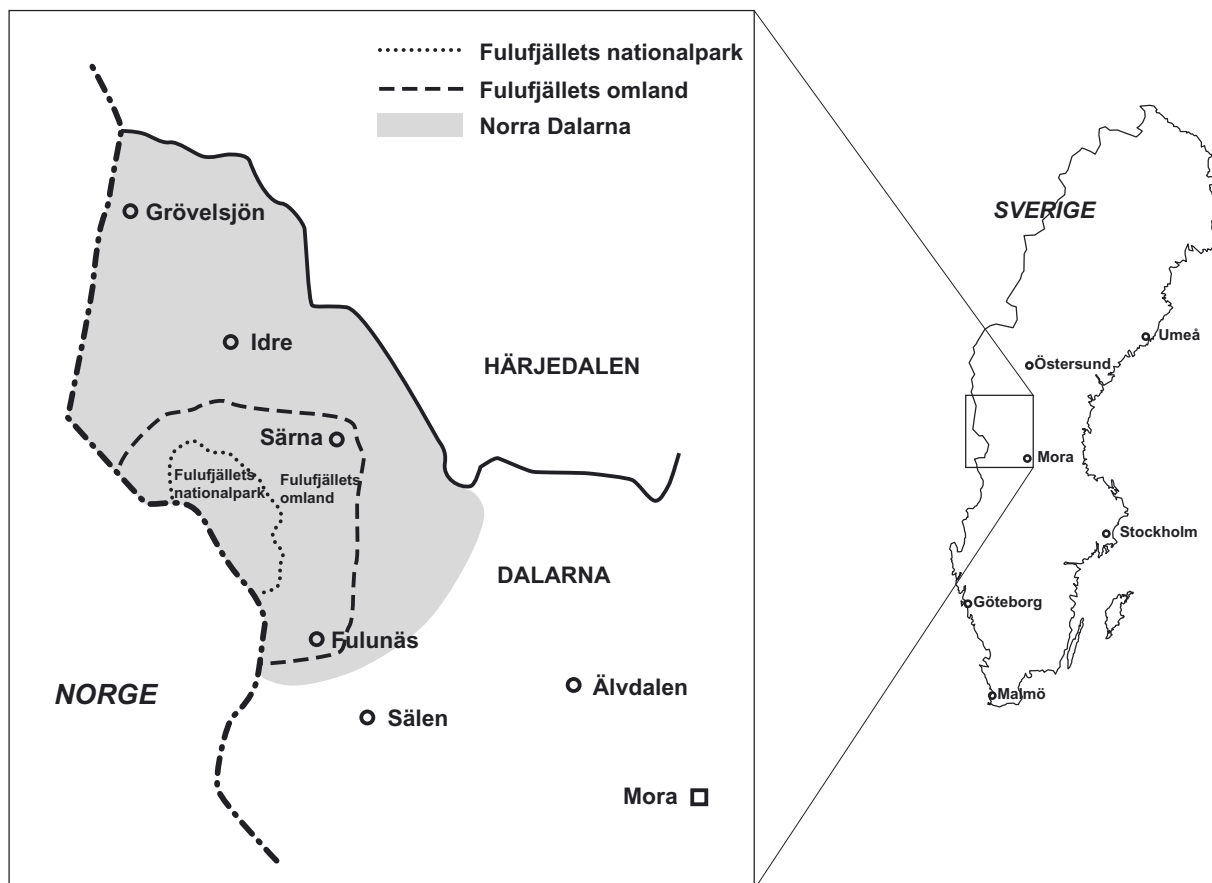 Fulufjällets nationalpark
Fulufjällets omland
Norra Dalarna
Grövelsjön
Idre
HÄRJEDALEN
Särna
Fulufjällets
nationalpark
Fulufjällets
omland
DALARNA
Fulunäs
NORGE
Älvdalen
Sälen
Mora
SVERIGE
Umeå
Östersund
Mora
Stockholm
Göteborg
Malmö